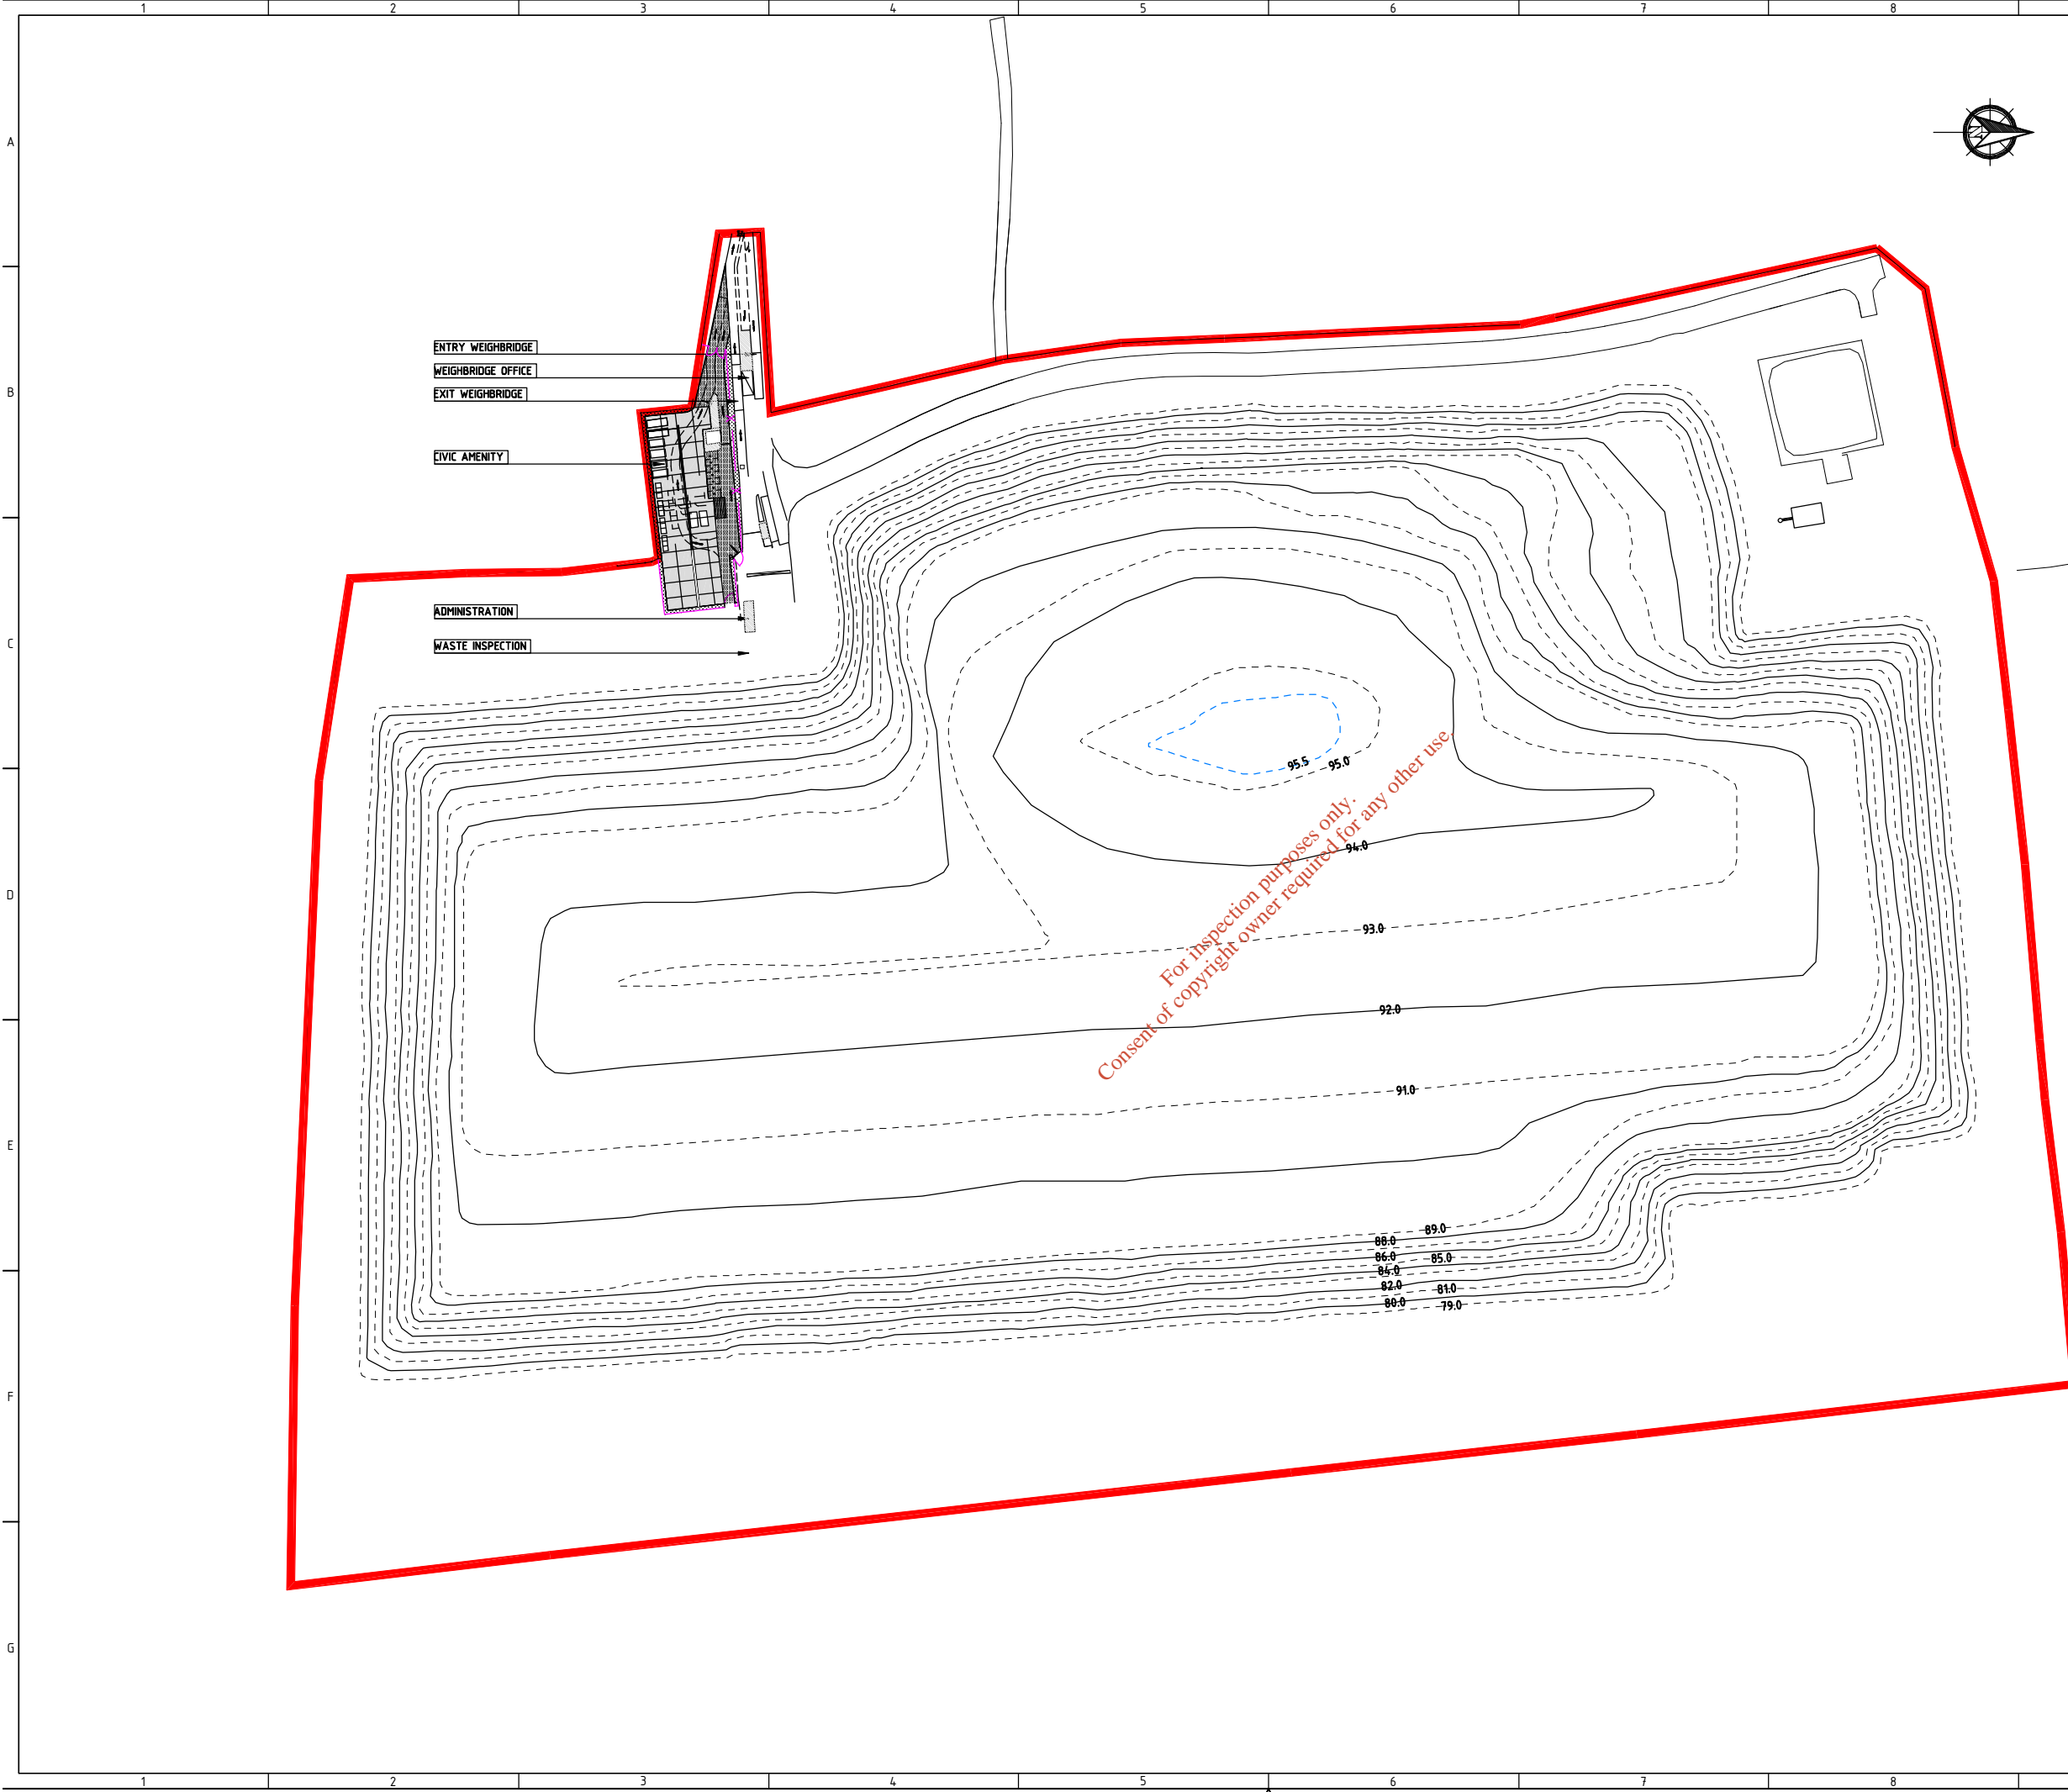 1 2 3 4 5 6 7 8
A
B
C
D
E
F
G
N
ENTRY WEIGHBRIDGE
WEIGHBRIDGE OFFICE
EXIT WEIGHBRIDGE
CIVIC AMENITY
ADMINISTRATION
WASTE INSPECTION
95.5
95.0
94.0
93.0
92.0
91.0
89.0
88.0
86.0
85.0
84.0
82.0
81.0
80.0
79.0
For inspection purposes only.
Consent of copyright owner required for any other use.
1 2 3 4 5 6 7 8